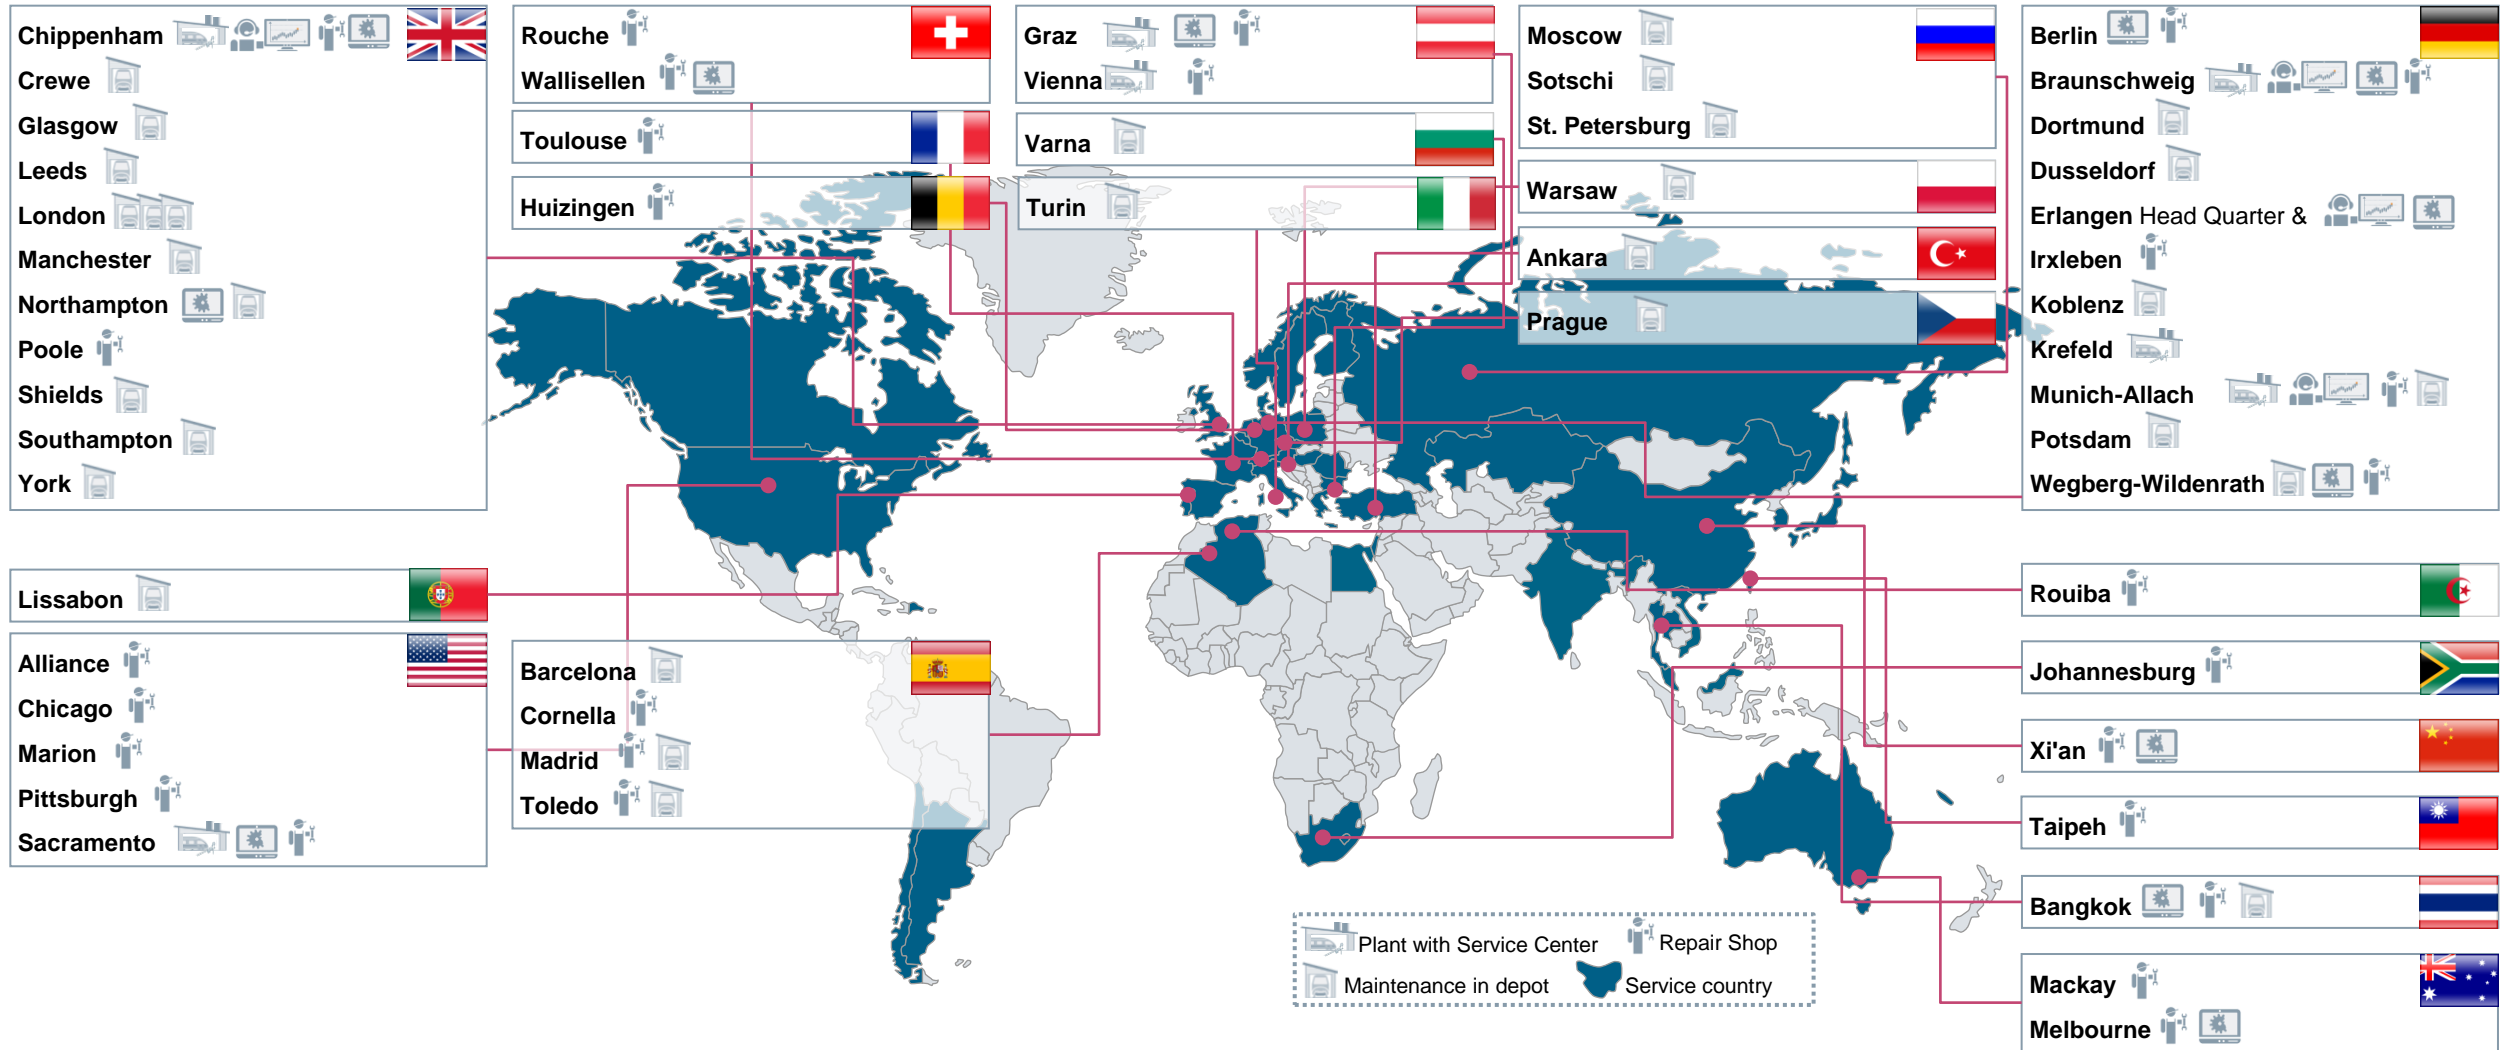 Chippenham
Crewe
Glasgow
Leeds
London
Manchester
Northampton
Poole
Shields
Southampton
York
Lissabon
Alliance
Chicago
Marion
Pittsburgh
Sacramento
Rouche
Wallisellen
Toulouse
Huizingen
Barcelona
Cornella
Madrid
Toledo
Graz
Vienna
Varna
Turin
Moscow
Sotschi
St. Petersburg
Warsaw
Ankara
Prague
Berlin
Braunschweig
Dortmund
Dusseldorf
Erlangen Head Quarter &
Irxleben
Koblenz
Krefeld
Munich-Allach
Potsdam
Wegberg-Wildenrath
Rouiba
Johannesburg
Xi'an
Taipeh
Bangkok
Mackay
Melbourne
Plant with Service Center
Repair Shop
Maintenance in depot
Service country